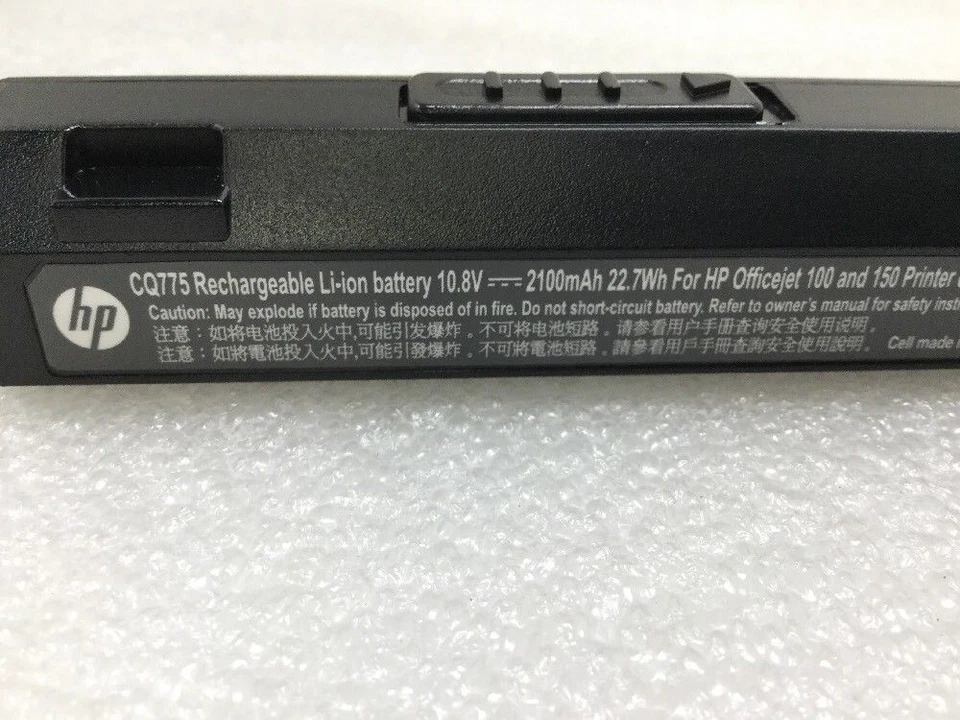 hp
CQ775 Rechargeable Li-ion battery 10.8V ⎓ 2100mAh 22.7Wh For HP Officejet 100 and 150 Printer
Caution: May explode if battery is disposed of in fire. Do not short-circuit battery. Refer to owner's manual for safety
注意：如将电池投入火中,可能引发爆炸。不可将电池短路。请参看用户手册查询安全使用说明。
注意：如將電池投入火中,可能引發爆炸。不可將電池短路。請參看用戶手冊查詢安全使用說明。 Cell made